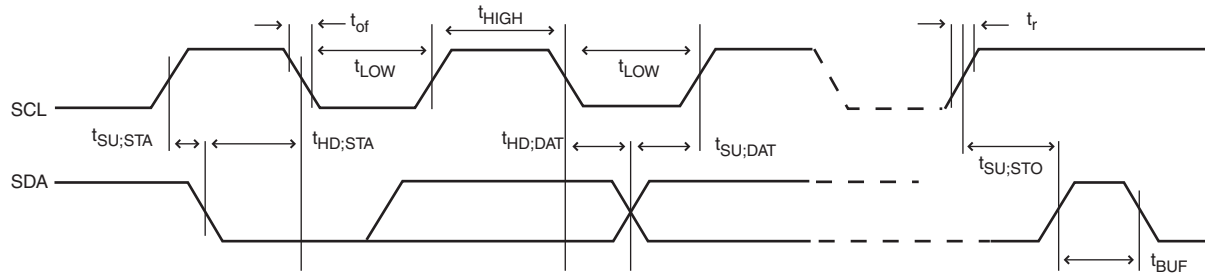 t_of
t_HIGH
t_r
t_LOW
t_LOW
SCL
t_SU;STA
t_HD;STA
t_HD;DAT
t_SU;DAT
t_SU;STO
SDA
t_BUF